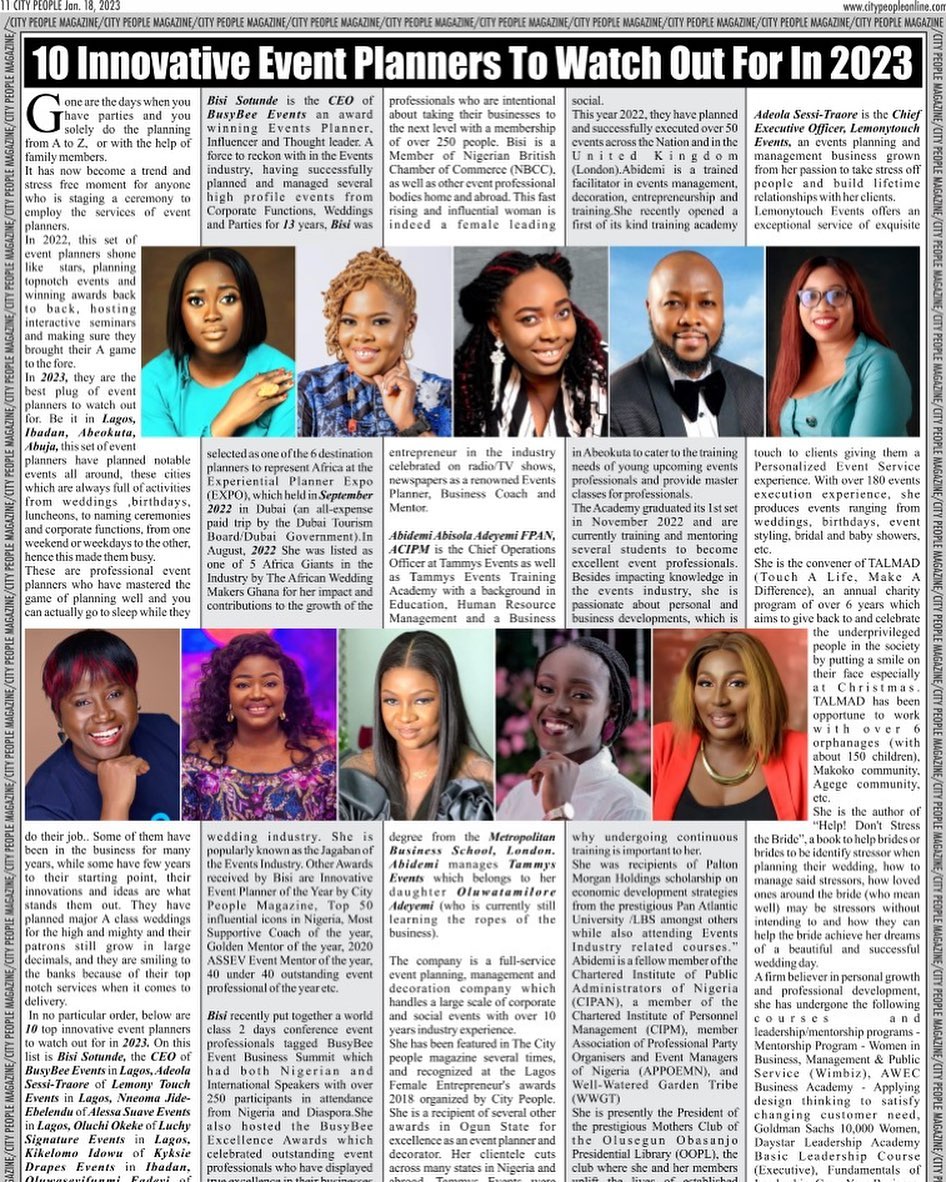 11 CITY PEOPLE Jan. 18, 2023
www.citypeopleonline.com
/CITY PEOPLE MAGAZINE/CITY PEOPLE MAGAZINE/CITY PEOPLE MAGAZINE/CITY PEOPLE MAGAZINE/CITY PEOPLE MAGAZINE/CITY PEOPLE MAGAZINE/CITY PEOPLE MAGAZINE/CITY PEOPLE MAGAZINE
10 Innovative Event Planners To Watch Out For In 2023
Gone are the days when you
have parties and you
solely do the planning
from A to Z, or with the help of
family members.
It has now become a trend and
stress free moment for anyone
who is staging a ceremony to
employ the services of event
planners.
In 2022, this set of
event planners shone
like stars, planning
topnotch events and
winning awards back
to back, hosting
interactive seminars
and making sure they
brought their A game
to the fore.
In 2023, they are the
best plug of event
planners to watch out
for. Be it in Lagos,
Ibadan, Abeokuta,
Abuja, this set of event
planners have planned notable
events all around, these cities
which are always full of activities
from weddings ,birthdays,
luncheons, to naming ceremonies
and corporate functions, from one
weekend or weekdays to the other,
hence this made them busy.
These are professional event
planners who have mastered the
game of planning well and you
can actually go to sleep while they
do their job.. Some of them have
been in the business for many
years, while some have few years
to their starting point, their
innovations and ideas are what
stands them out. They have
planned major A class weddings
for the high and mighty and their
patrons still grow in large
decimals, and they are smiling to
the banks because of their top
notch services when it comes to
delivery.
In no particular order, below are
10 top innovative event planners
to watch out for in 2023. On this
list is Bisi Sotunde, the CEO of
BusyBee Events in Lagos, Adeola
Sessi-Traore of Lemony Touch
Events in Lagos, Nneoma Jide-
Ebelendu of Alessa Suave Events
in Lagos, Oluchi Okeke of Luchy
Signature Events in Lagos,
Kikelomo Idowu of Kyksie
Drapes Events in Ibadan,
Oluwaseyifunmi Fadeyi of
Bisi Sotunde is the CEO of
BusyBee Events an award
winning Events Planner,
Influencer and Thought leader. A
force to reckon with in the Events
industry, having successfully
planned and managed several
high profile events from
Corporate Functions, Weddings
and Parties for 13 years, Bisi was
selected as one of the 6 destination
planners to represent Africa at the
Experiential Planner Expo
(EXPO), which held in September
2022 in Dubai (an all-expense
paid trip by the Dubai Tourism
Board/Dubai Government).In
August, 2022 She was listed as
one of 5 Africa Giants in the
Industry by The African Wedding
Makers Ghana for her impact and
contributions to the growth of the
wedding industry. She is
popularly known as the Jagaban of
the Events Industry. Other Awards
received by Bisi are Innovative
Event Planner of the Year by City
People Magazine, Top 50
influential icons in Nigeria, Most
Supportive Coach of the year,
Golden Mentor of the year, 2020
ASSEV Event Mentor of the year,
40 under 40 outstanding event
professional of the year etc.
Bisi recently put together a world
class 2 days conference event
professionals tagged BusyBee
Event Business Summit which
had both Nigerian and
International Speakers with over
250 participants in attendance
from Nigeria and Diaspora.She
also hosted the BusyBee
Excellence Awards which
celebrated outstanding event
professionals who have displayed
true excellence in their businesses
professionals who are intentional
about taking their businesses to
the next level with a membership
of over 250 people. Bisi is a
Member of Nigerian British
Chamber of Commerce (NBCC),
as well as other event professional
bodies home and abroad. This fast
rising and influential woman is
indeed a female leading
entrepreneur in the industry
celebrated on radio/TV shows,
newspapers as a renowned Events
Planner, Business Coach and
Mentor.
Abidemi Abisola Adeyemi FPAN,
ACIPM is the Chief Operations
Officer at Tammys Events as well
as Tammys Events Training
Academy with a background in
Education, Human Resource
Management and a Business
degree from the Metropolitan
Business School, London.
Abidemi manages Tammys
Events which belongs to her
daughter Oluwatamilore
Adeyemi (who is currently still
learning the ropes of the
business).
The company is a full-service
event planning, management and
decoration company which
handles a large scale of corporate
and social events with over 10
years industry experience.
She has been featured in The City
people magazine several times,
and recognized at the Lagos
Female Entrepreneur's awards
2018 organized by City People.
She is a recipient of several other
awards in Ogun State for
excellence as an event planner and
decorator. Her clientele cuts
across many states in Nigeria and
abroad. Tammys Events were
social.
This year 2022, they have planned
and successfully executed over 50
events across the Nation and in the
United Kingdom
(London).Abidemi is a trained
facilitator in events management,
decoration, entrepreneurship and
training.She recently opened a
first of its kind training academy
in Abeokuta to cater to the training
needs of young upcoming events
professionals and provide master
classes for professionals.
The Academy graduated its 1st set
in November 2022 and are
currently training and mentoring
several students to become
excellent event professionals.
Besides impacting knowledge in
the events industry, she is
passionate about personal and
business developments, which is
why undergoing continuous
training is important to her.
She was recipients of Palton
Morgan Holdings scholarship on
economic development strategies
from the prestigious Pan Atlantic
University /LBS amongst others
while also attending Events
Industry related courses."
Abidemi is a fellow member of the
Chartered Institute of Public
Administrators of Nigeria
(CIPAN), a member of the
Chartered Institute of Personnel
Management (CIPM), member
Association of Professional Party
Organisers and Event Managers
of Nigeria (APPOEMN), and
Well-Watered Garden Tribe
(WWGT)
She is presently the President of
the prestigious Mothers Club of
the Olusegun Obasanjo
Presidential Library (OOPL), the
club where she and her members
uplift the lives of established
Adeola Sessi-Traore is the Chief
Executive Officer, Lemonytouch
Events, an events planning and
management business grown
from her passion to take stress off
people and build lifetime
relationships with her clients.
Lemonytouch Events offers an
exceptional service of exquisite
touch to clients giving them a
Personalized Event Service
experience. With over 180 events
execution experience, she
produces events ranging from
weddings, birthdays, event
styling, bridal and baby showers,
etc.
She is the convener of TALMAD
(Touch A Life, Make A
Difference), an annual charity
program of over 6 years which
aims to give back to and celebrate
the underprivileged
people in the society
by putting a smile on
their face especially
at Christmas.
TALMAD has been
opportune to work
with over 6
orphanages (with
about 150 children),
Makoko community,
Agege community,
etc.
She is the author of
"Help! Don't Stress
the Bride", a book to help brides or
brides to be identify stressor when
planning their wedding, how to
manage said stressors, how loved
ones around the bride (who mean
well) may be stressors without
intending to and how they can
help the bride achieve her dreams
of a beautiful and successful
wedding day.
A firm believer in personal growth
and professional development,
she has undergone the following
courses and
leadership/mentorship programs -
Mentorship Program - Women in
Business, Management & Public
Service (Winbiz), AWEC
Business Academy - Applying
design thinking to satisfy
changing customer need,
Goldman Sachs 10,000 Women,
Daystar Leadership Academy
Basic Leadership Course
(Executive), Fundamentals of